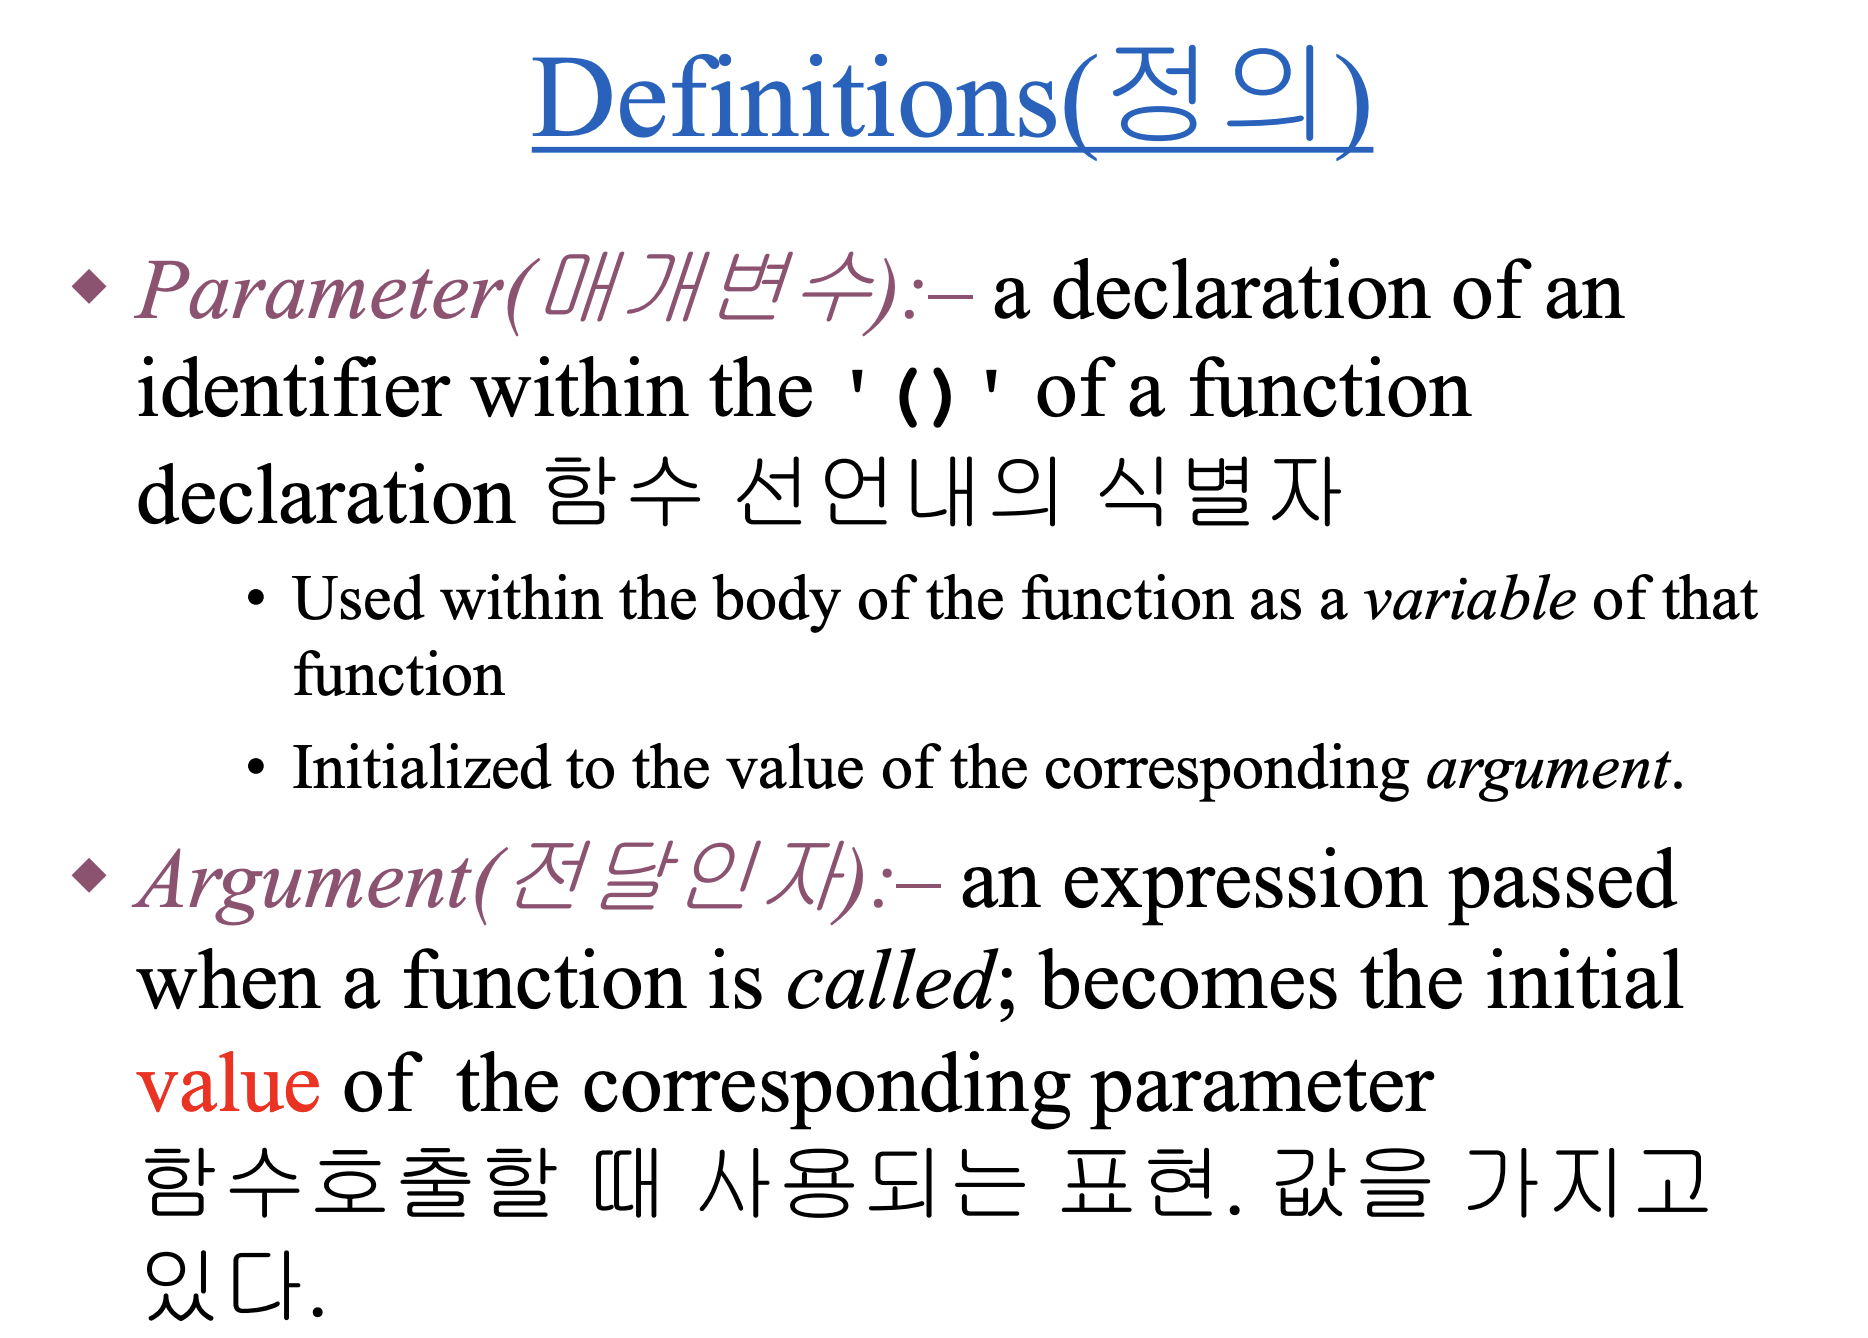 Definitions(정의)
◆ Parameter(매개변수):– a declaration of an
identifier within the '()' of a function
declaration 함수 선언내의 식별자
• Used within the body of the function as a variable of that
function
• Initialized to the value of the corresponding argument.
◆ Argument(전달인자):– an expression passed
when a function is called; becomes the initial
value of the corresponding parameter
함수호출할 때 사용되는 표현. 값을 가지고
있다.